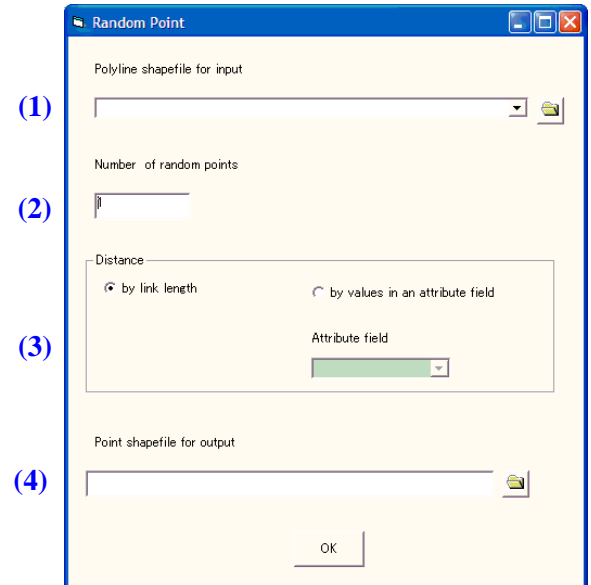 Random Point
Polyline shapefile for input
(1)
Number of random points
(2)
Distance
by link length
by values in an attribute field
(3)
Attribute field
Point shapefile for output
(4)
OK